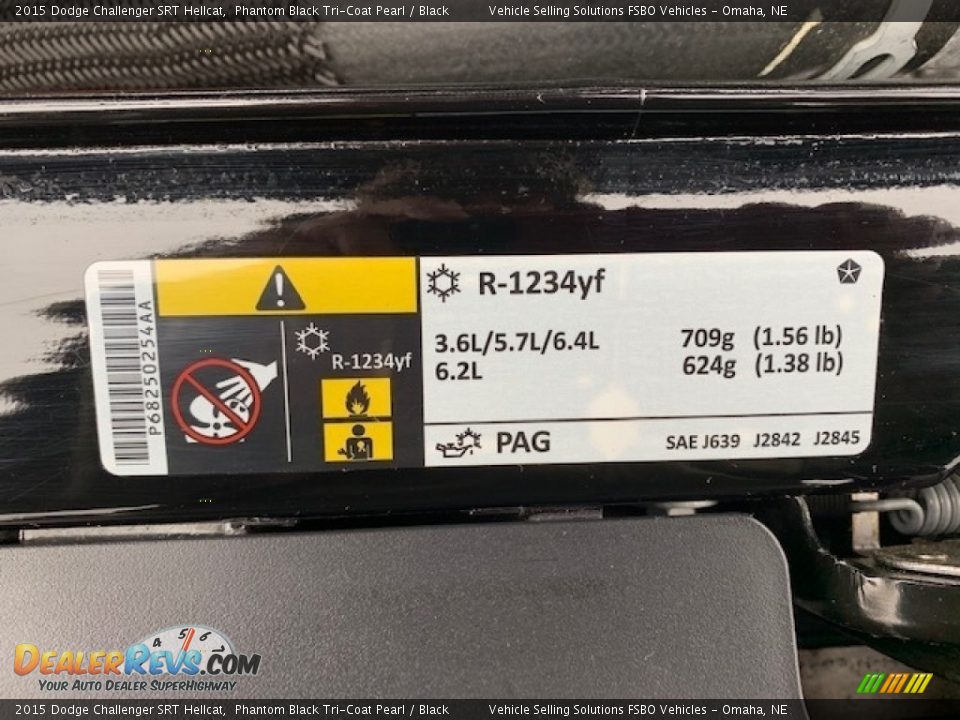 2015 Dodge Challenger SRT Hellcat, Phantom Black Tri-Coat Pearl / Black Vehicle Selling Solutions FSBO Vehicles - Omaha, NE
P68250254AA
R-1234yf
R-1234yf
3.6L/5.7L/6.4L 709g (1.56 lb)
6.2L 624g (1.38 lb)
PAG SAE J639 J2842 J2845
4 5 6
DEALERREVS.COM
YOUR AUTO DEALER SUPERHIGHWAY
2015 Dodge Challenger SRT Hellcat, Phantom Black Tri-Coat Pearl / Black Vehicle Selling Solutions FSBO Vehicles - Omaha, NE